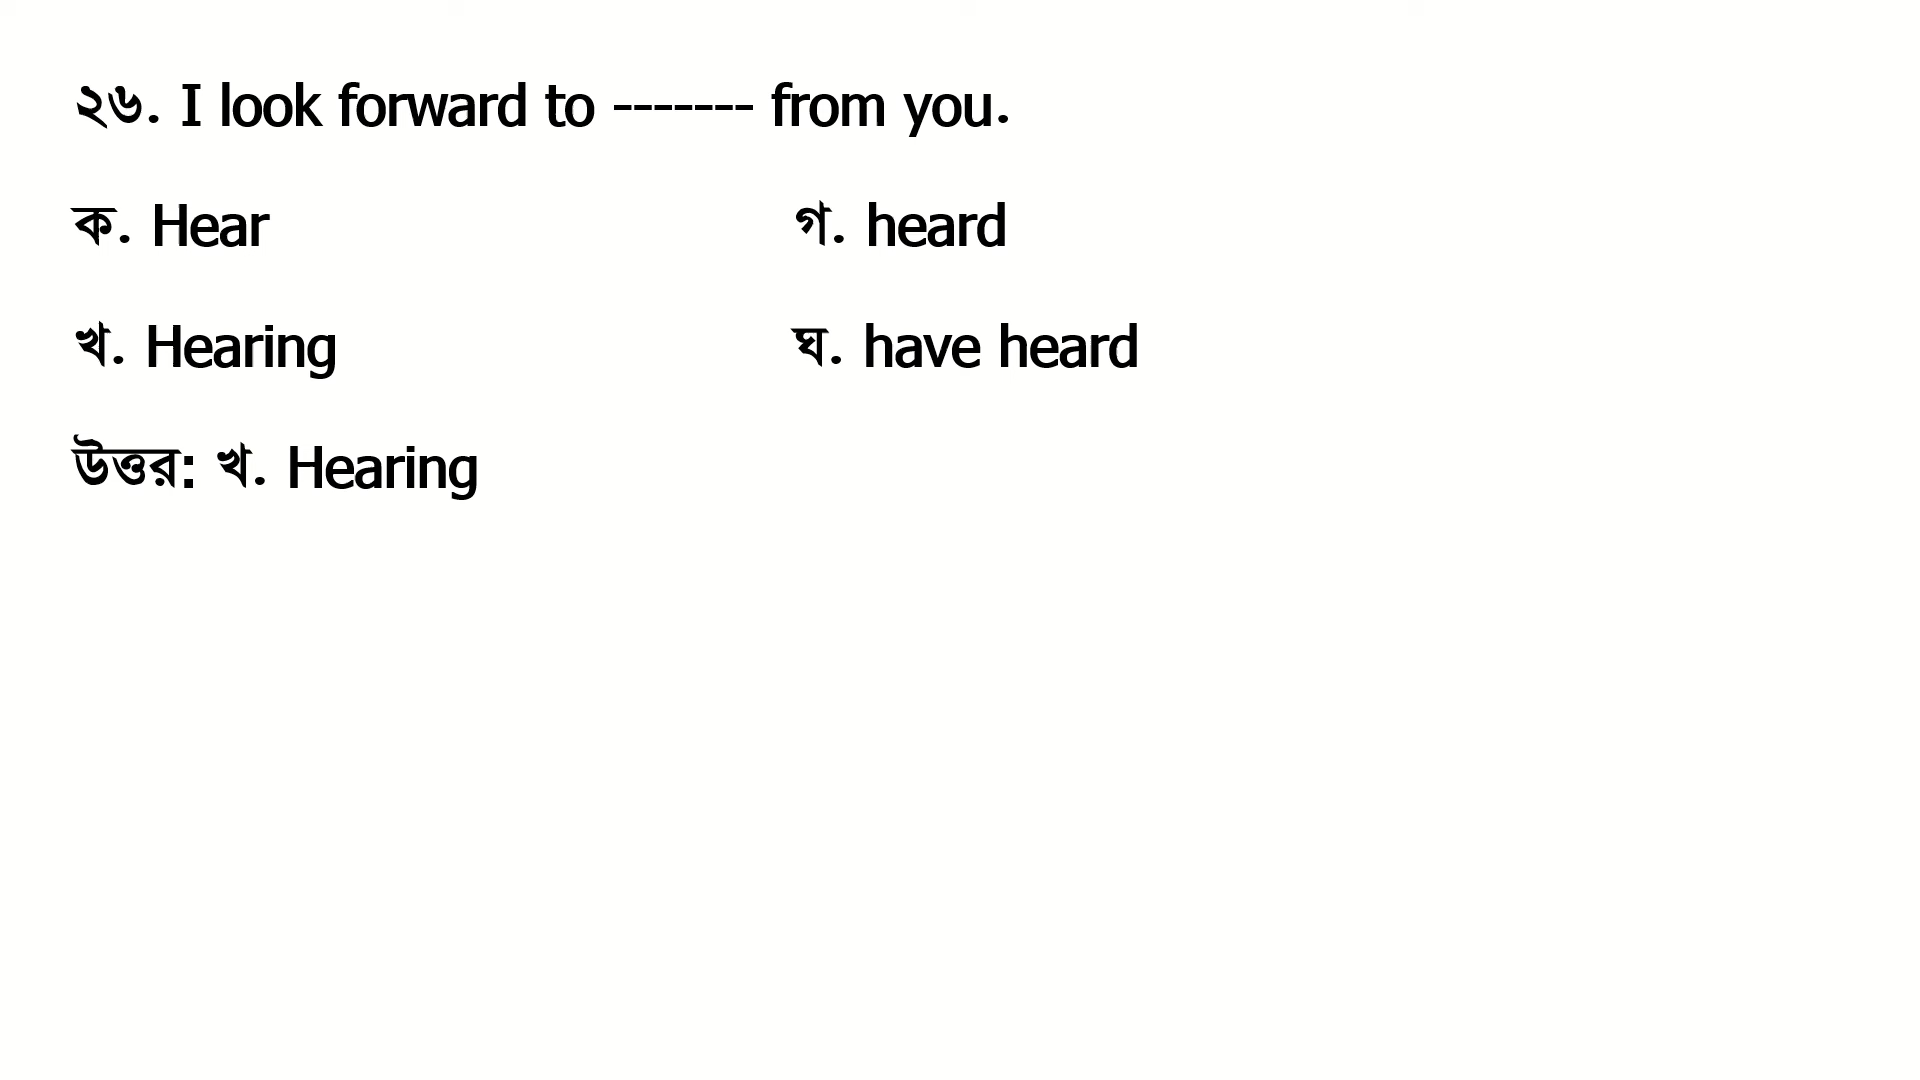 ২৬. I look forward to ------- from you.
ক. Hear গ. heard
খ. Hearing ঘ. have heard
উত্তর: খ. Hearing